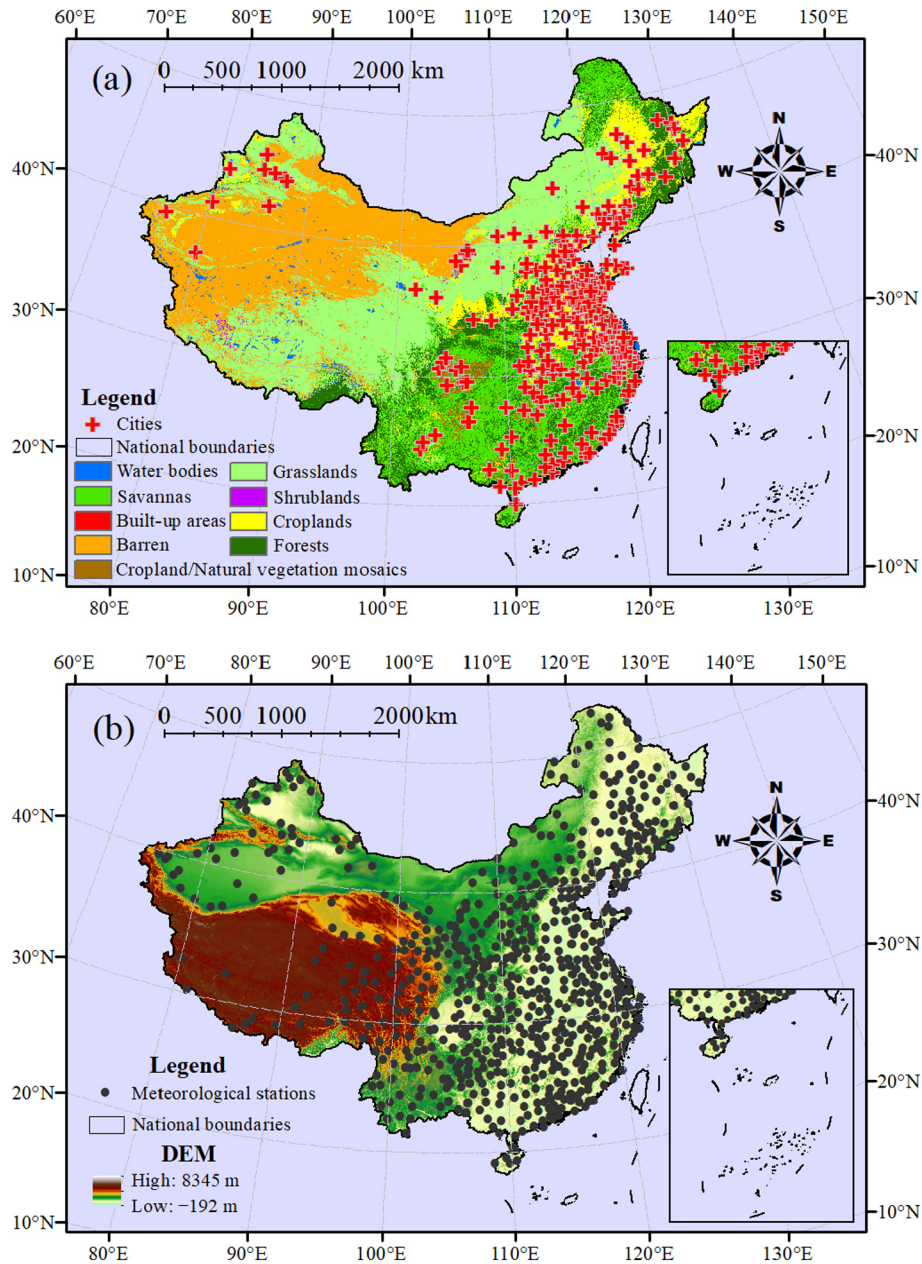 60°E 70°E 80°E 90°E 100°E 110°E 120°E 130°E 140°E 150°E
(a)
0 500 1000 2000 km
N
W E
S
40°N 40°N
30°N 30°N
20°N 20°N
10°N 10°N
Legend
Cities
National boundaries
Water bodies Grasslands
Savannas Shrublands
Built-up areas Croplands
Barren Forests
Cropland/Natural vegetation mosaics
80°E 90°E 100°E 110°E 120°E 130°E
60°E 70°E 80°E 90°E 100°E 110°E 120°E 130°E 140°E 150°E
(b)
0 500 1000 2000km
N
W E
S
40°N 40°N
30°N 30°N
20°N 20°N
10°N 10°N
Legend
Meteorological stations
National boundaries
DEM
High: 8345 m
Low: −192 m
80°E 90°E 100°E 110°E 120°E 130°E